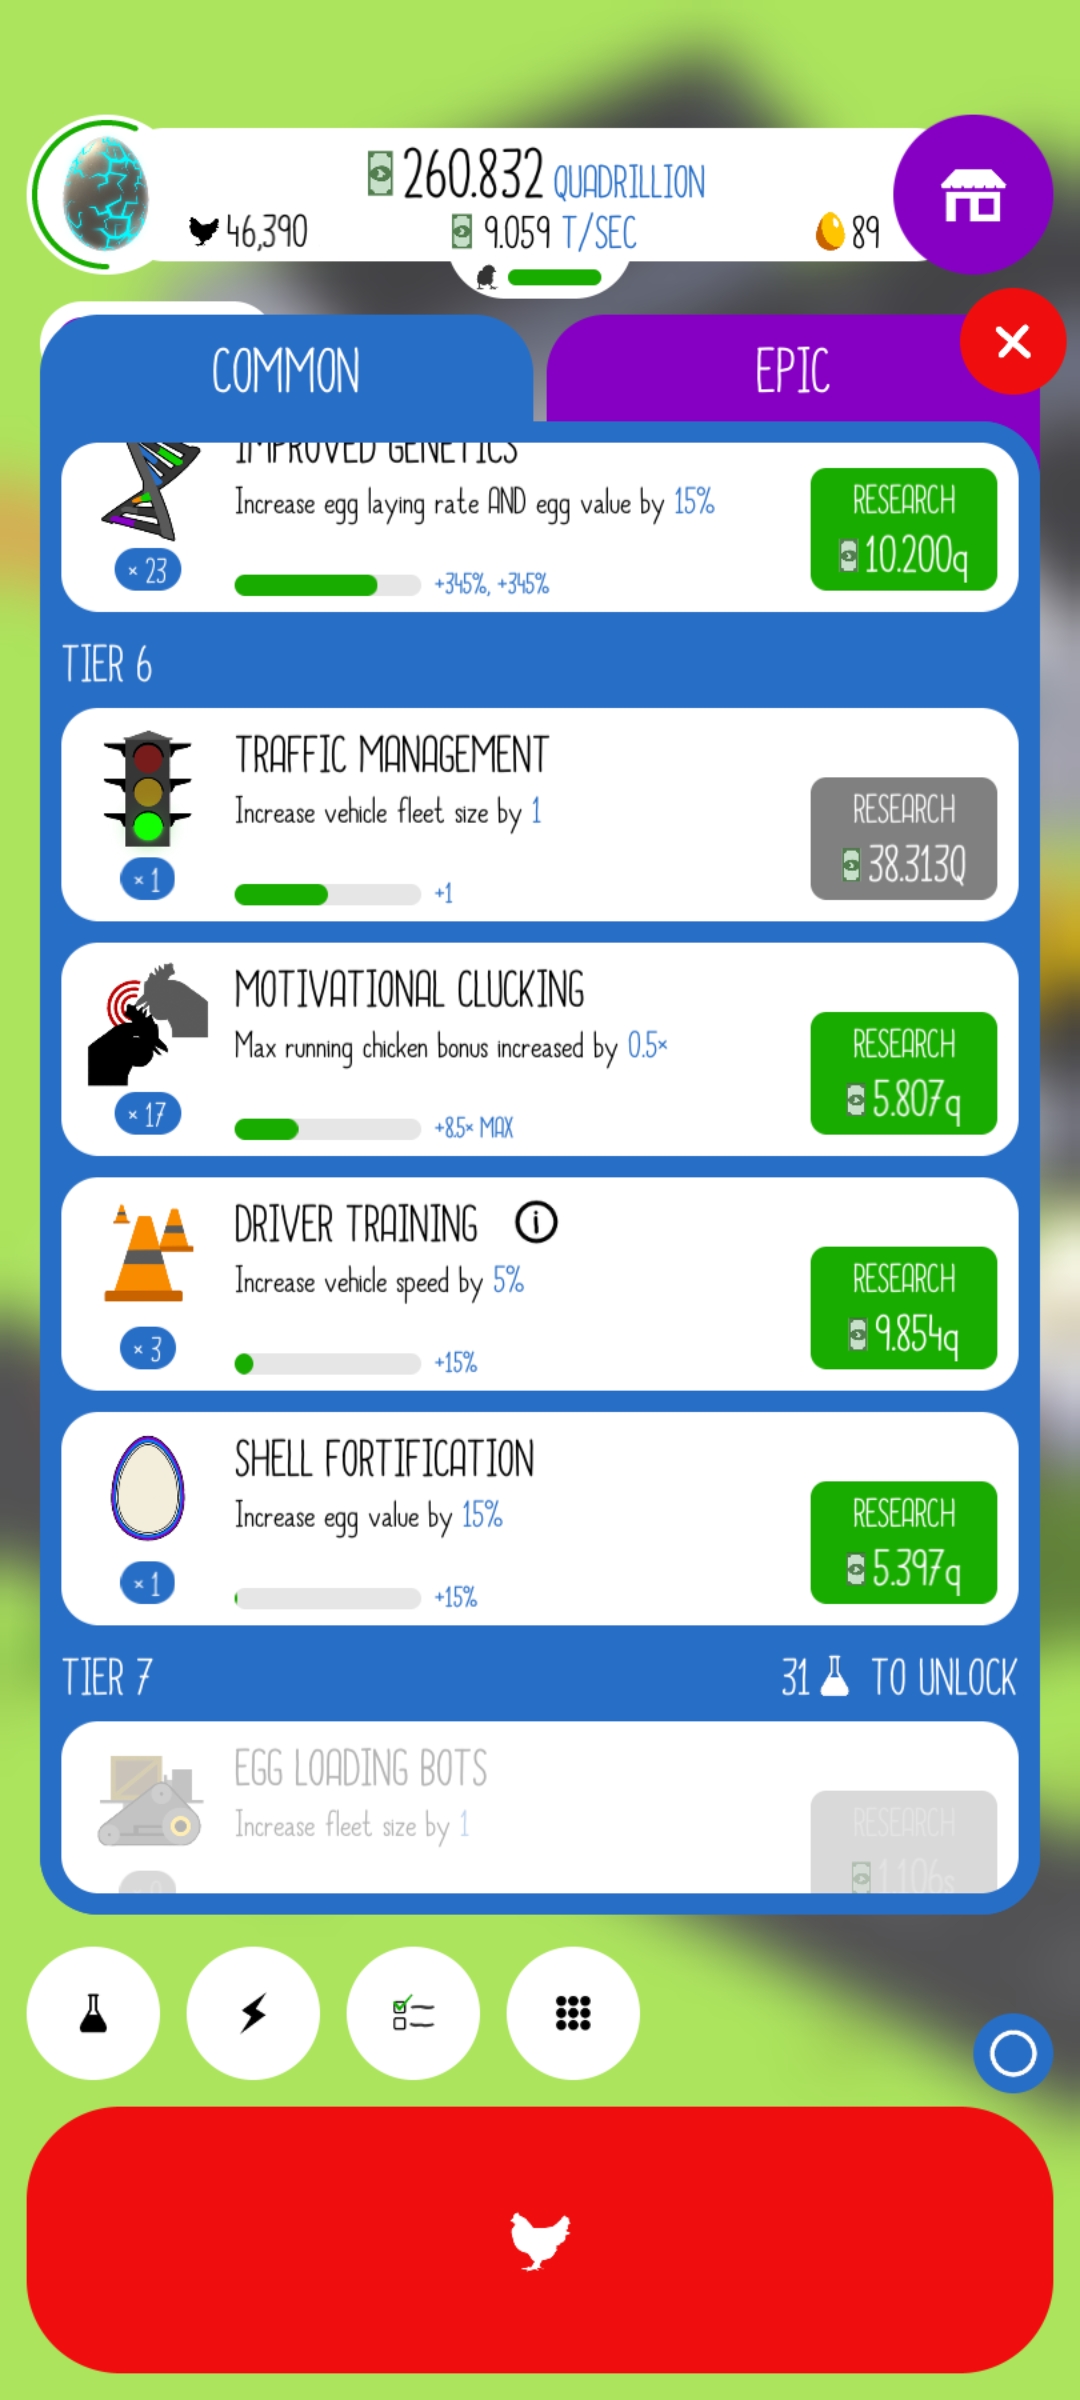 260.832 QUADRILLION
46,390
9.059 T/SEC
89
COMMON
EPIC
IMPROVED GENETICS
Increase egg laying rate AND egg value by 15%
RESEARCH
10.200q
× 23
+345%, +345%
TIER 6
TRAFFIC MANAGEMENT
Increase vehicle fleet size by 1
RESEARCH
38.313Q
× 1
+1
MOTIVATIONAL CLUCKING
Max running chicken bonus increased by 0.5×
RESEARCH
5.807q
× 17
+8.5× MAX
DRIVER TRAINING
Increase vehicle speed by 5%
RESEARCH
9.854q
× 3
+15%
SHELL FORTIFICATION
Increase egg value by 15%
RESEARCH
5.397q
× 1
+15%
TIER 7
31 TO UNLOCK
EGG LOADING BOTS
Increase fleet size by 1
RESEARCH
1.106s